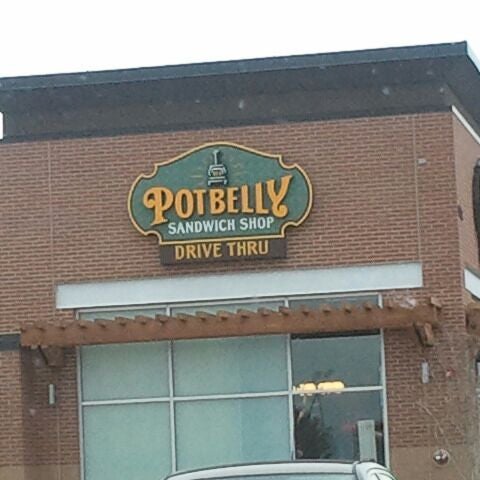 POTBELLY
SANDWICH SHOP
DRIVE THRU